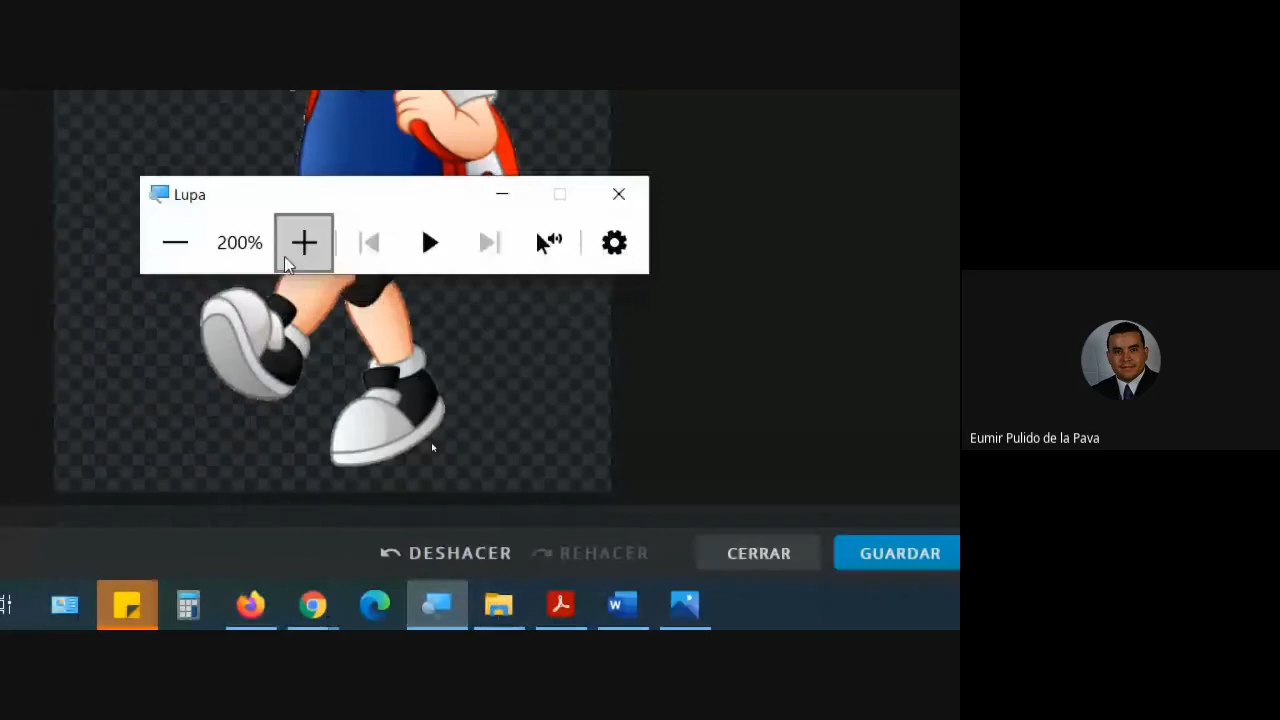 Lupa
200%
Eumir Pulido de la Pava
DESHACER
REHACER
CERRAR
GUARDAR
W